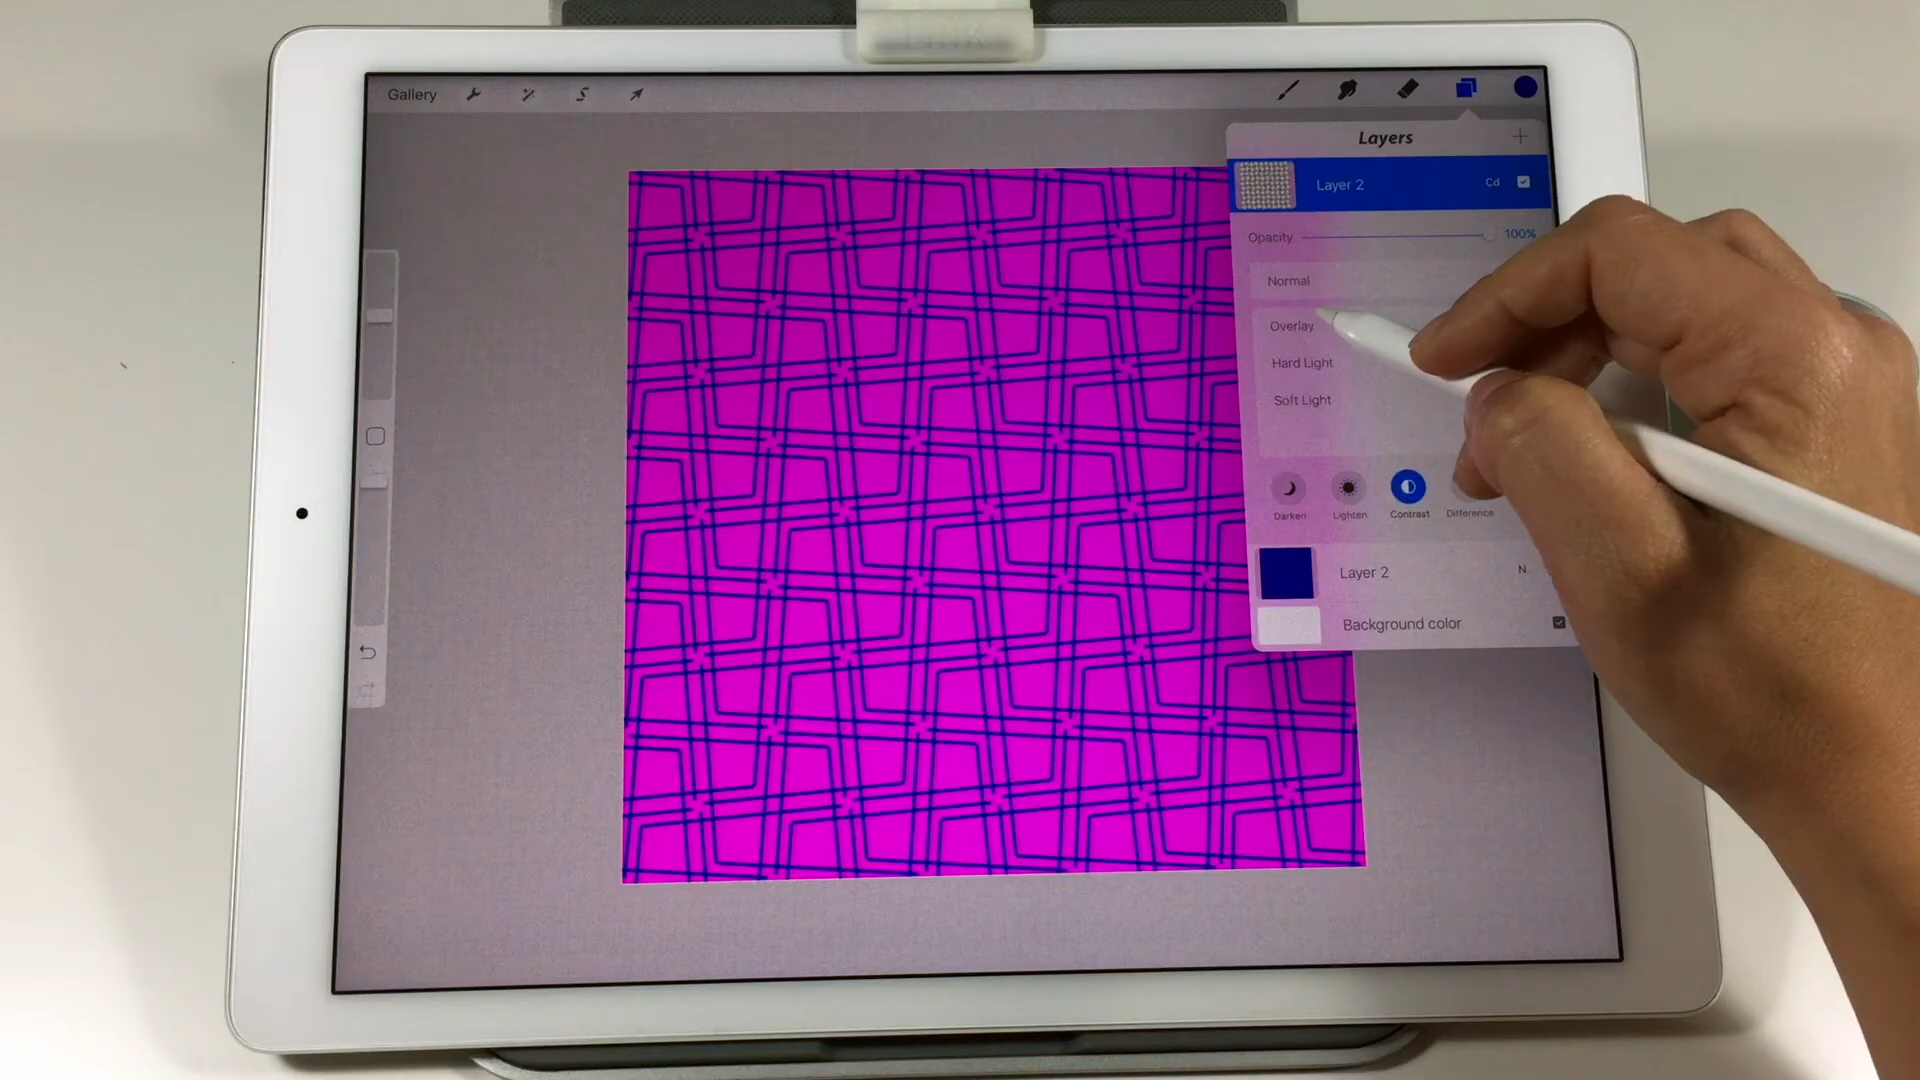 LINK
Gallery
Layers
Layer 2 Cd
Opacity 100%
Normal
Overlay
Hard Light
Soft Light
Darken Lighten Contrast Difference
Layer 2 N
Background color